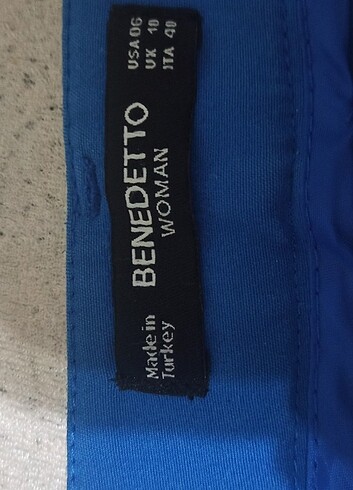 USA 06
UK 10
ITA 40
BENEDETTO
WOMAN
Made in
Turkey